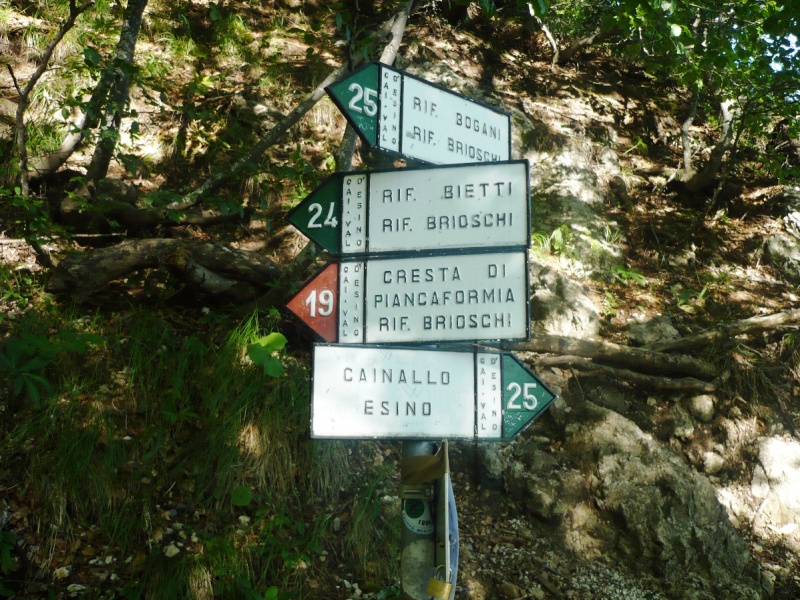 25
CAI-VAL
D'ESINO
RIF. BOGANI
RIF. BRIOSCHI
24
CAI-VAL
D'ESINO
RIF. BIETTI
RIF. BRIOSCHI
19
CAI-VAL
D'ESINO
CRESTA DI
PIANCAFORMIA
RIF. BRIOSCHI
CAINALLO
ESINO
CAI-VAL
D'ESINO
25